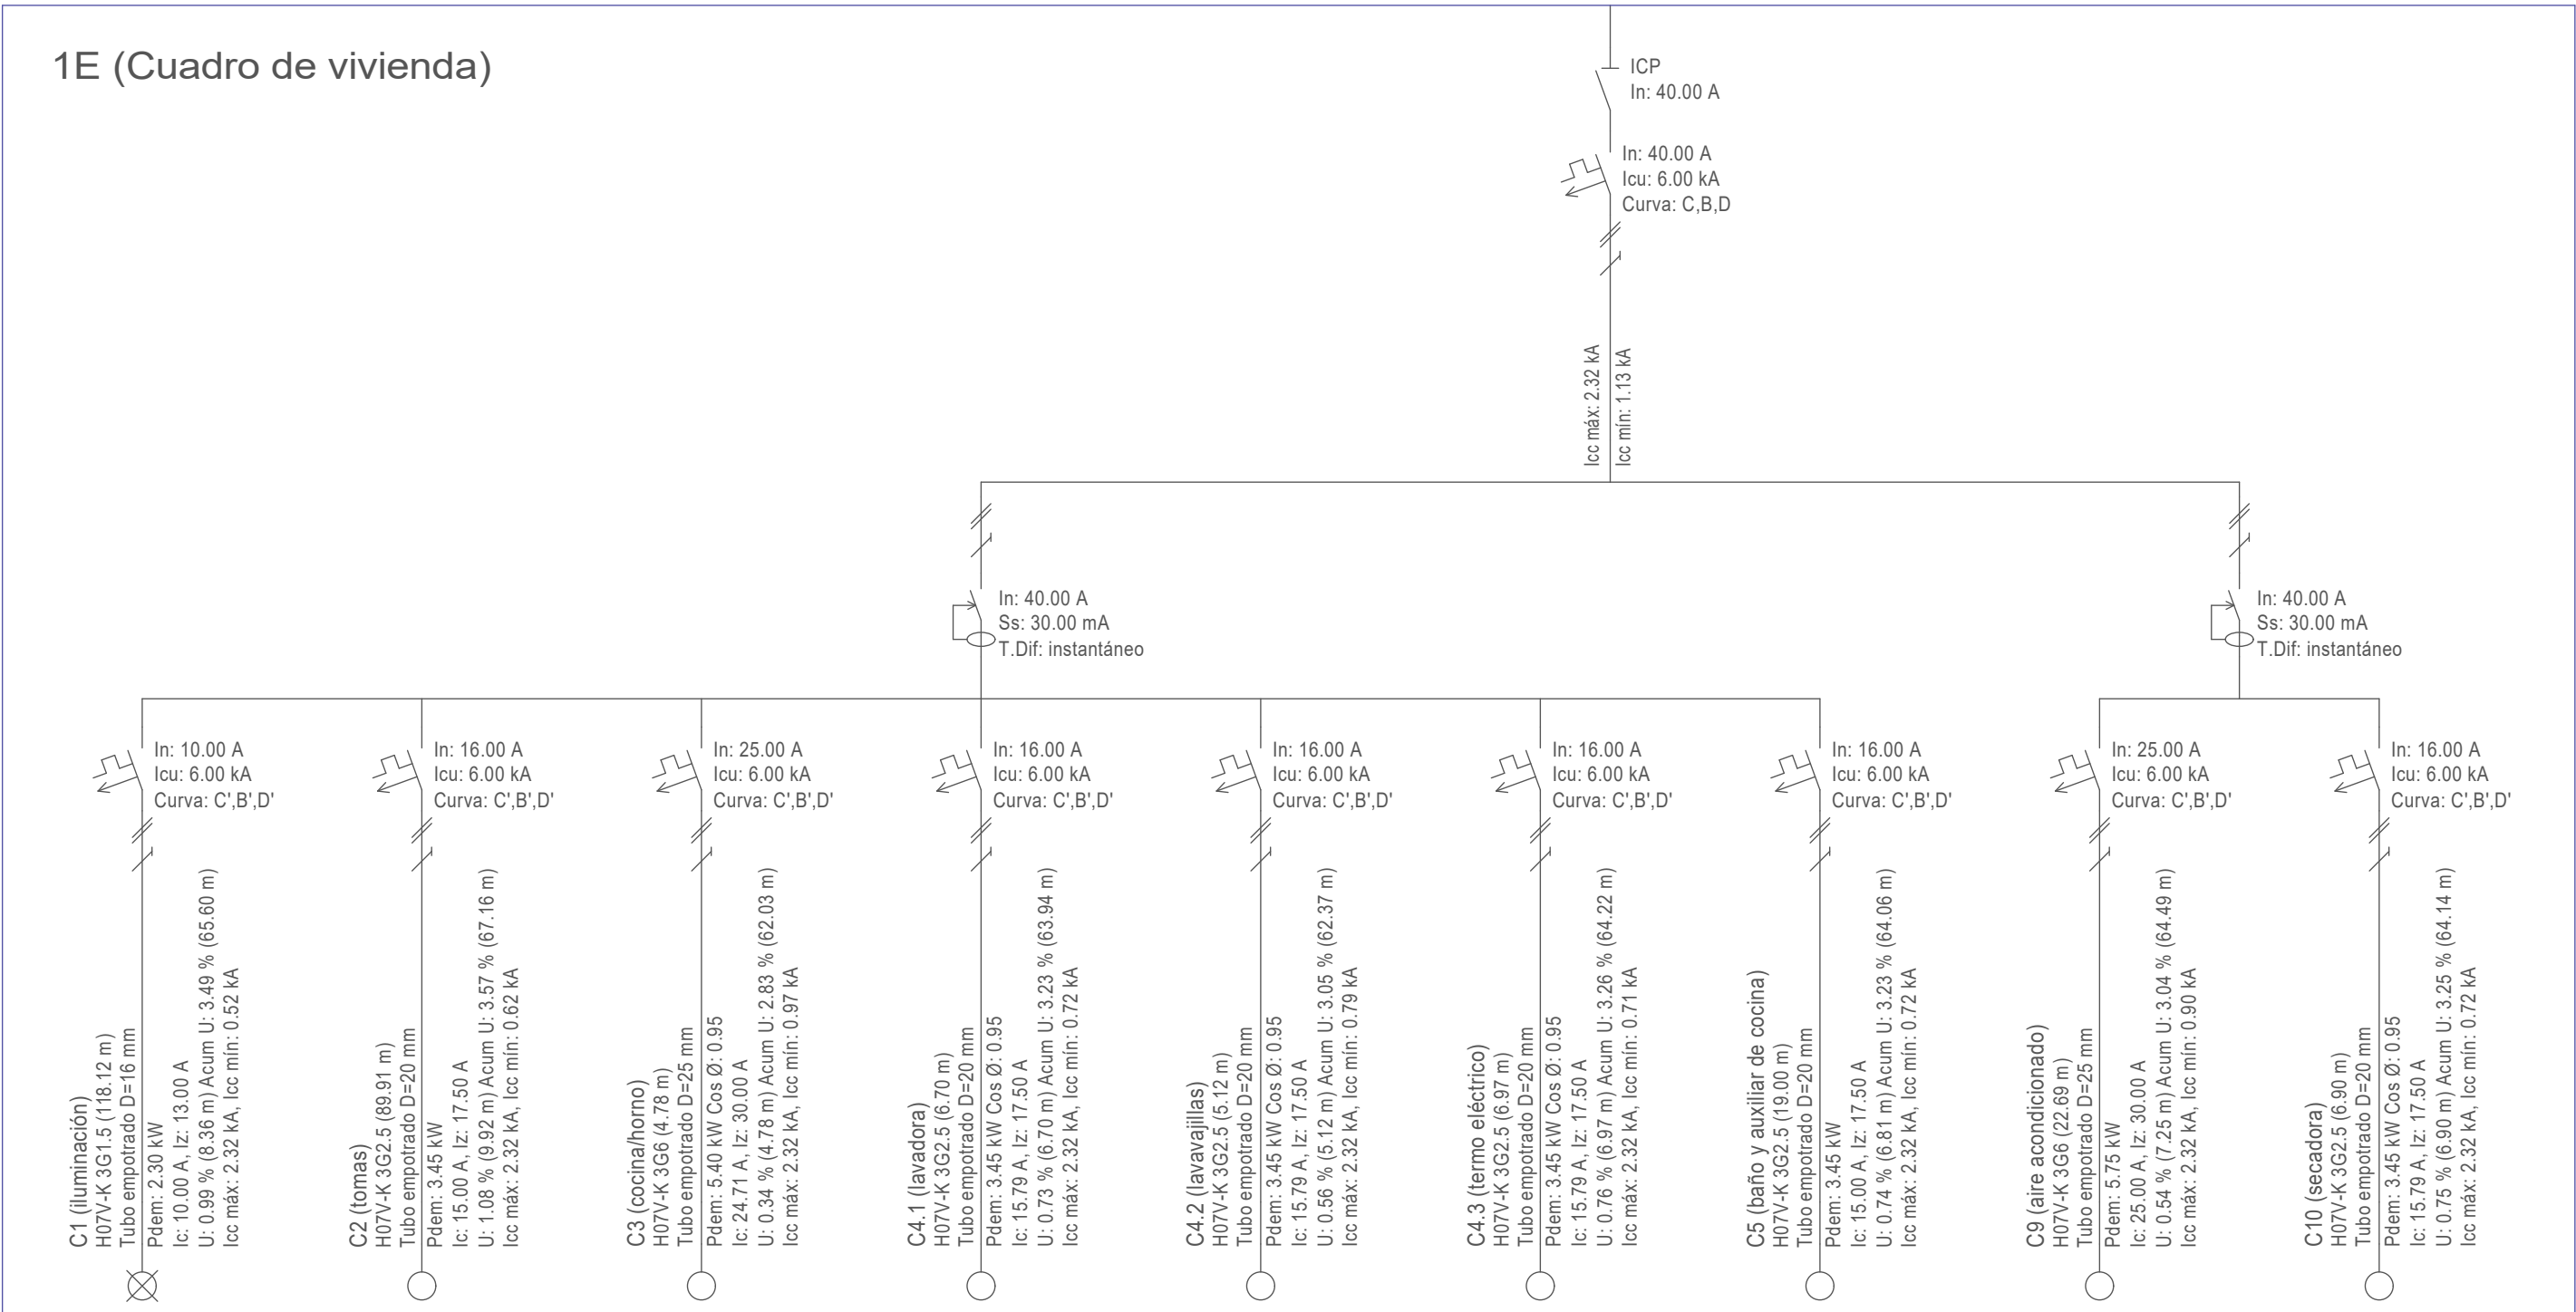 1E (Cuadro de vivienda)
ICP
In: 40.00 A
In: 40.00 A
Icu: 6.00 kA
Curva: C,B,D
Icc máx: 2.32 kA
Icc mín: 1.13 kA
In: 40.00 A
Ss: 30.00 mA
T.Dif: instantáneo
In: 40.00 A
Ss: 30.00 mA
T.Dif: instantáneo
In: 10.00 A
Icu: 6.00 kA
Curva: C',B',D'
C1 (iluminación)
H07V-K 3G1.5 (118.12 m)
Tubo empotrado D=16 mm
Pdem: 2.30 kW
Ic: 10.00 A, Iz: 13.00 A
U: 0.99 % (8.36 m) Acum U: 3.49 % (65.60 m)
Icc máx: 2.32 kA, Icc mín: 0.52 kA
In: 16.00 A
Icu: 6.00 kA
Curva: C',B',D'
C2 (tomas)
H07V-K 3G2.5 (89.91 m)
Tubo empotrado D=20 mm
Pdem: 3.45 kW
Ic: 15.00 A, Iz: 17.50 A
U: 1.08 % (9.92 m) Acum U: 3.57 % (67.16 m)
Icc máx: 2.32 kA, Icc mín: 0.62 kA
In: 25.00 A
Icu: 6.00 kA
Curva: C',B',D'
C3 (cocina/horno)
H07V-K 3G6 (4.78 m)
Tubo empotrado D=25 mm
Pdem: 5.40 kW Cos Ø: 0.95
Ic: 24.71 A, Iz: 30.00 A
U: 0.34 % (4.78 m) Acum U: 2.83 % (62.03 m)
Icc máx: 2.32 kA, Icc mín: 0.97 kA
In: 16.00 A
Icu: 6.00 kA
Curva: C',B',D'
C4.1 (lavadora)
H07V-K 3G2.5 (6.70 m)
Tubo empotrado D=20 mm
Pdem: 3.45 kW Cos Ø: 0.95
Ic: 15.79 A, Iz: 17.50 A
U: 0.73 % (6.70 m) Acum U: 3.23 % (63.94 m)
Icc máx: 2.32 kA, Icc mín: 0.72 kA
In: 16.00 A
Icu: 6.00 kA
Curva: C',B',D'
C4.2 (lavavajillas)
H07V-K 3G2.5 (5.12 m)
Tubo empotrado D=20 mm
Pdem: 3.45 kW Cos Ø: 0.95
Ic: 15.79 A, Iz: 17.50 A
U: 0.56 % (5.12 m) Acum U: 3.05 % (62.37 m)
Icc máx: 2.32 kA, Icc mín: 0.79 kA
In: 16.00 A
Icu: 6.00 kA
Curva: C',B',D'
C4.3 (termo eléctrico)
H07V-K 3G2.5 (6.97 m)
Tubo empotrado D=20 mm
Pdem: 3.45 kW Cos Ø: 0.95
Ic: 15.79 A, Iz: 17.50 A
U: 0.76 % (6.97 m) Acum U: 3.26 % (64.22 m)
Icc máx: 2.32 kA, Icc mín: 0.71 kA
In: 16.00 A
Icu: 6.00 kA
Curva: C',B',D'
C5 (baño y auxiliar de cocina)
H07V-K 3G2.5 (19.00 m)
Tubo empotrado D=20 mm
Pdem: 3.45 kW
Ic: 15.00 A, Iz: 17.50 A
U: 0.74 % (6.81 m) Acum U: 3.23 % (64.06 m)
Icc máx: 2.32 kA, Icc mín: 0.72 kA
In: 25.00 A
Icu: 6.00 kA
Curva: C',B',D'
C9 (aire acondicionado)
H07V-K 3G6 (22.69 m)
Tubo empotrado D=25 mm
Pdem: 5.75 kW
Ic: 25.00 A, Iz: 30.00 A
U: 0.54 % (7.25 m) Acum U: 3.04 % (64.49 m)
Icc máx: 2.32 kA, Icc mín: 0.90 kA
In: 16.00 A
Icu: 6.00 kA
Curva: C',B',D'
C10 (secadora)
H07V-K 3G2.5 (6.90 m)
Tubo empotrado D=20 mm
Pdem: 3.45 kW Cos Ø: 0.95
Ic: 15.79 A, Iz: 17.50 A
U: 0.75 % (6.90 m) Acum U: 3.25 % (64.14 m)
Icc máx: 2.32 kA, Icc mín: 0.72 kA